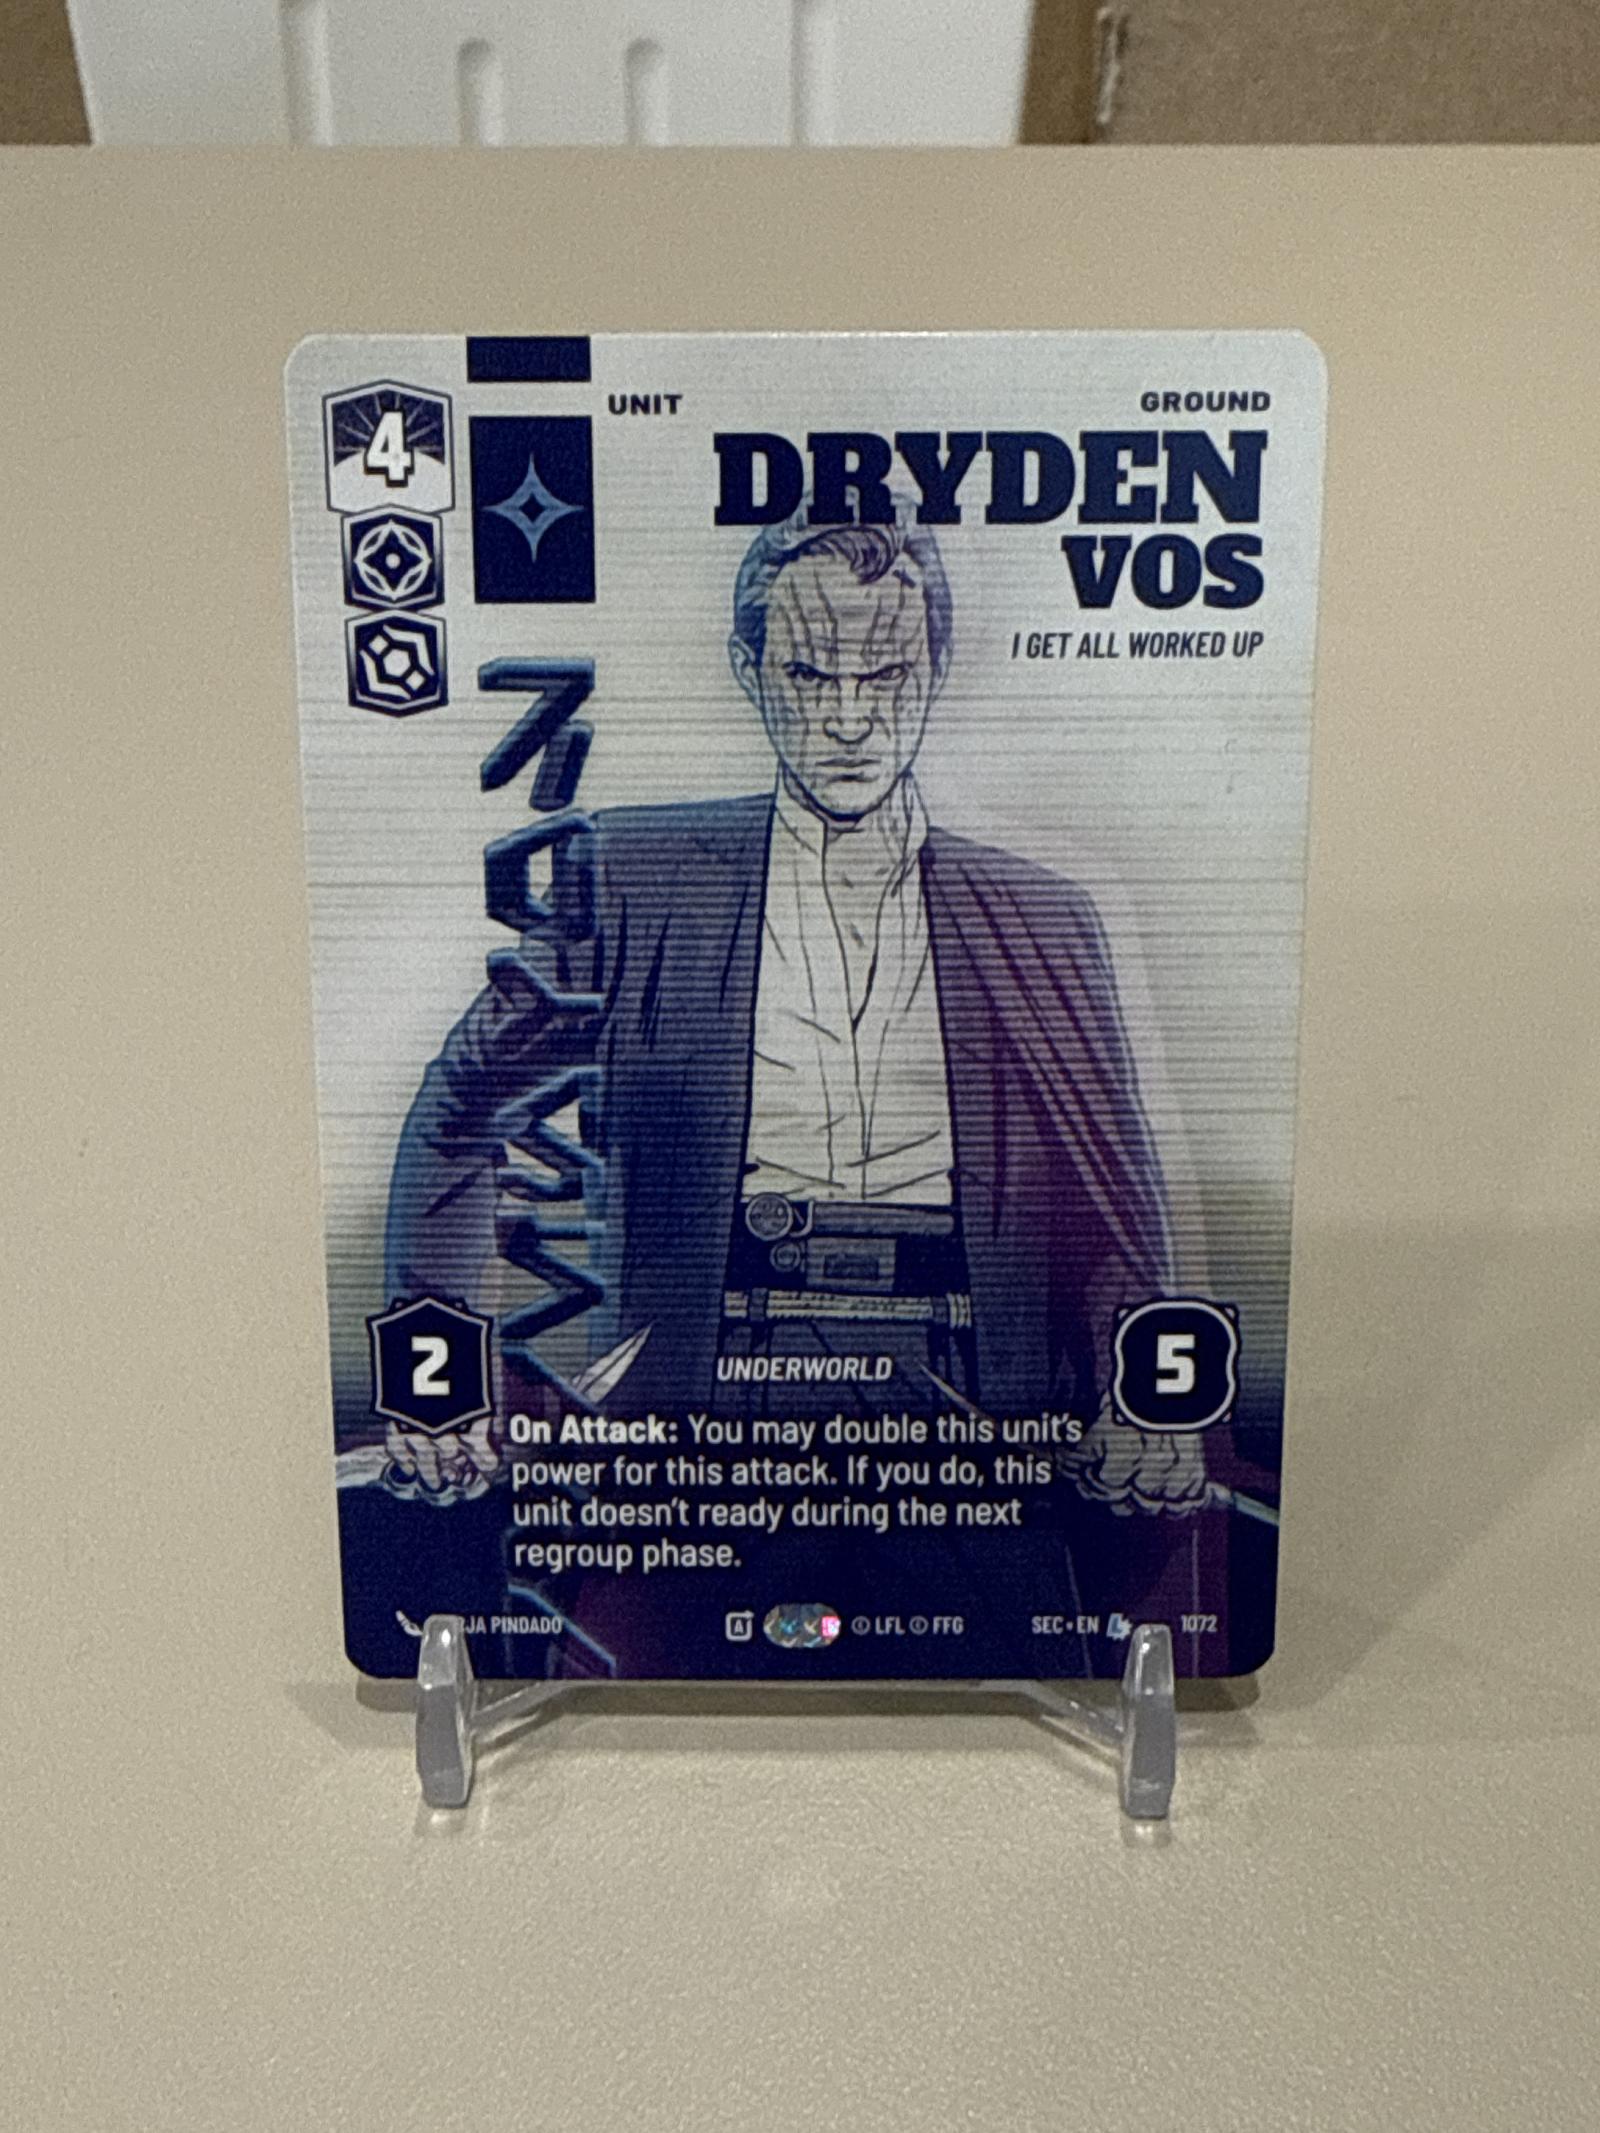 4
UNIT
GROUND
DRYDEN
VOS
I GET ALL WORKED UP
2
5
UNDERWORLD
On Attack: You may double this unit's
power for this attack. If you do, this
unit doesn't ready during the next
regroup phase.
PINDADO
A
© LFL © FFG
SEC • EN
1072